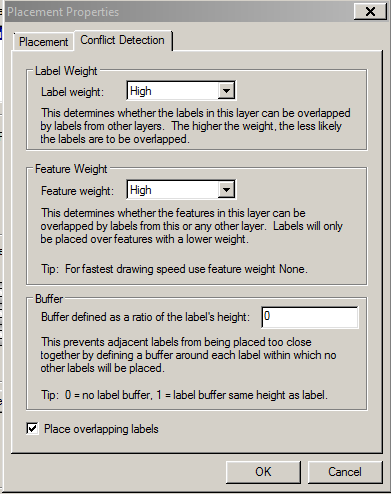 Placement Properties
Placement
Conflict Detection
Label Weight
Label weight: High
This determines whether the labels in this layer can be overlapped
by labels from other layers. The higher the weight, the less likely
the labels are to be overlapped.
Feature Weight
Feature weight: High
This determines whether the features in this layer can be
overlapped by labels from this or any other layer. Labels will only
be placed over features with a lower weight.
Tip: For fastest drawing speed use feature weight None.
Buffer
Buffer defined as a ratio of the label's height: 0
This prevents adjacent labels from being placed too close
together by defining a buffer around each label within which no
other labels will be placed.
Tip: 0 = no label buffer, 1 = label buffer same height as label.
Place overlapping labels
OK
Cancel